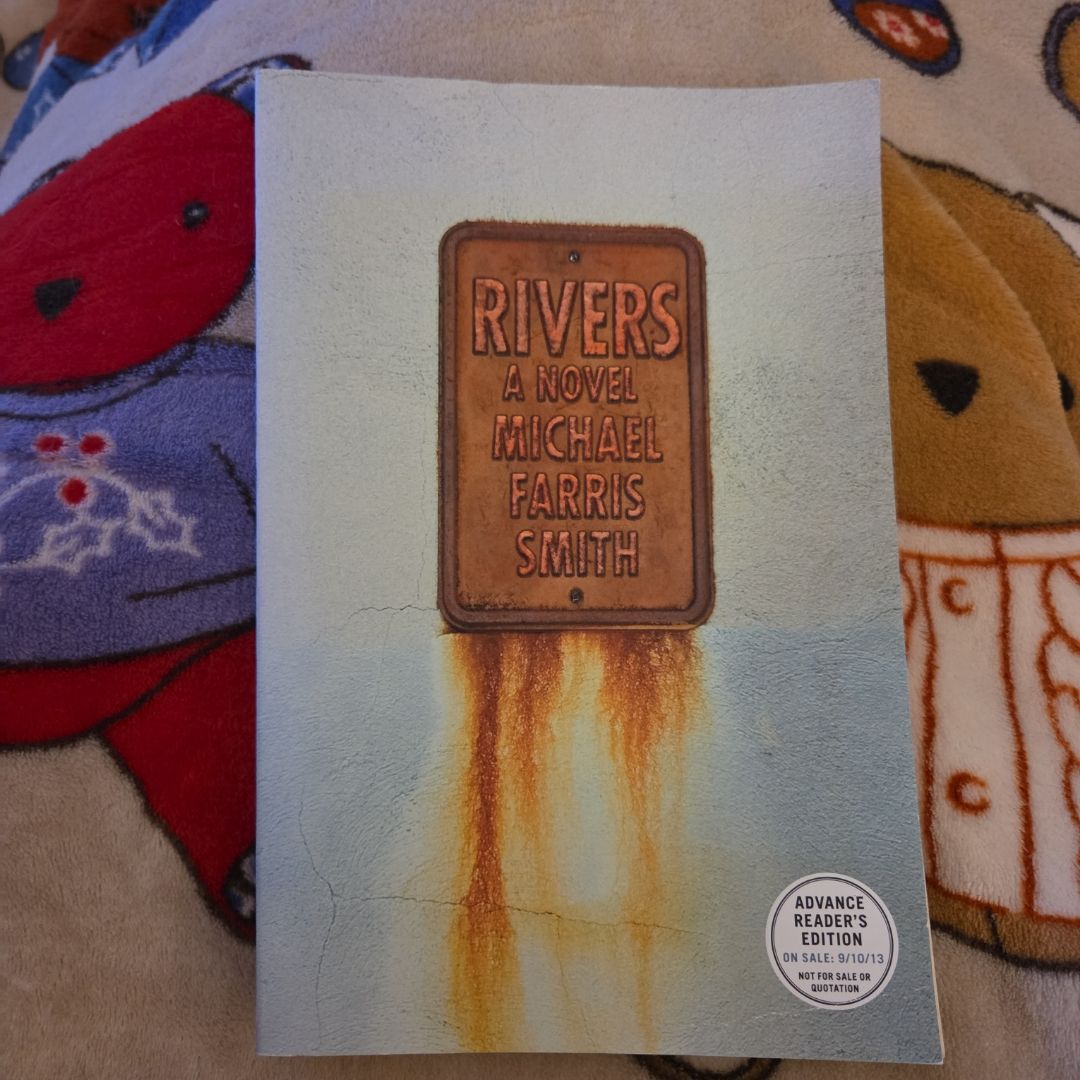 RIVERS
A NOVEL
MICHAEL
FARRIS
SMITH
ADVANCE
READER'S
EDITION
ON SALE: 9/10/13
NOT FOR SALE OR
QUOTATION